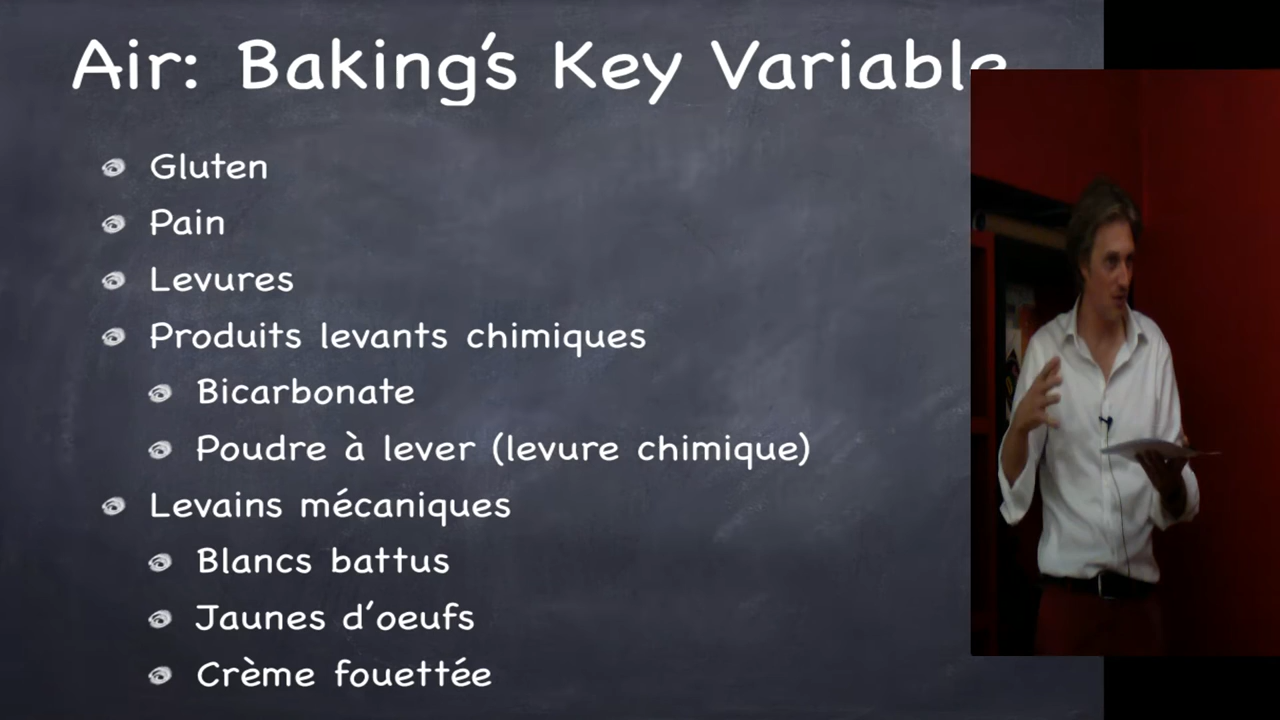 Air: Baking's Key Variable
Gluten
Pain
Levures
Produits levants chimiques
Bicarbonate
Poudre à lever (levure chimique)
Levains mécaniques
Blancs battus
Jaunes d'oeufs
Crème fouettée